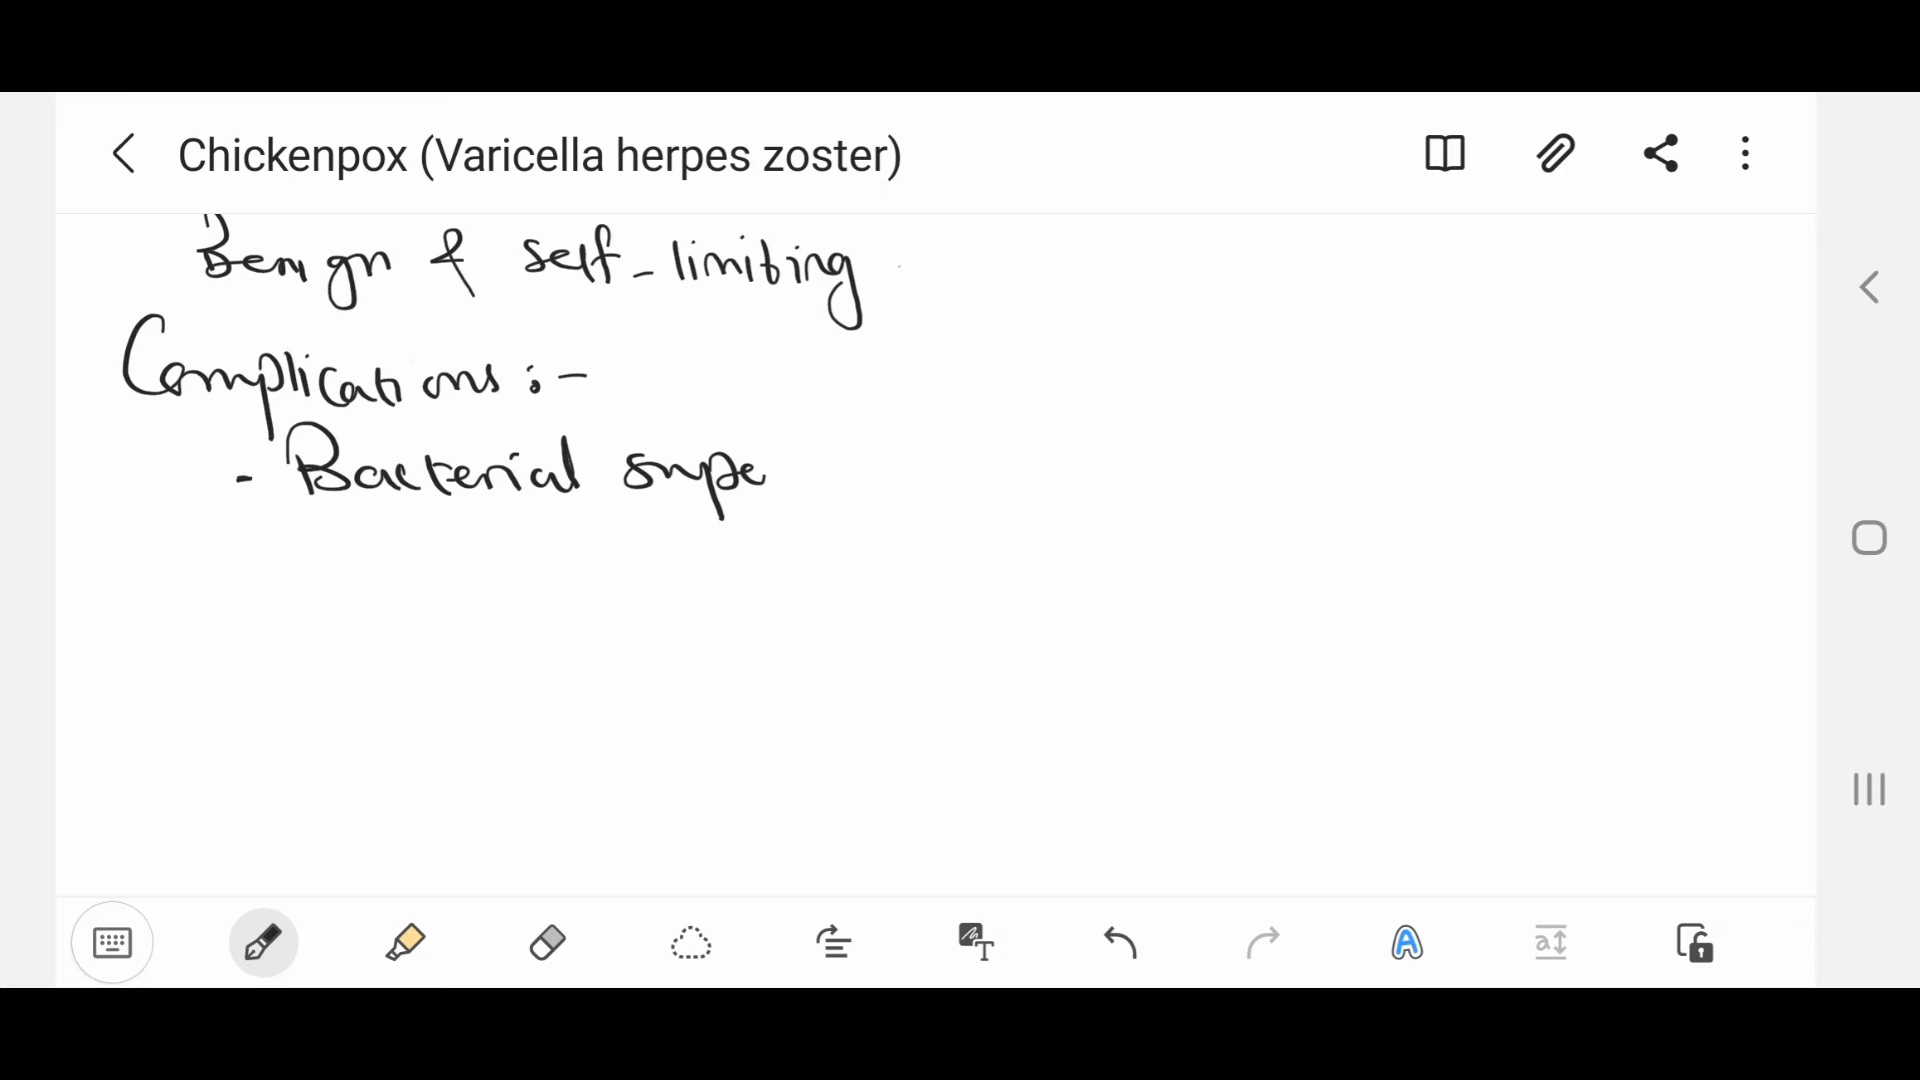 Chickenpox (Varicella herpes zoster)
Benign & self-limiting
Complications :-
- Bacterial supe